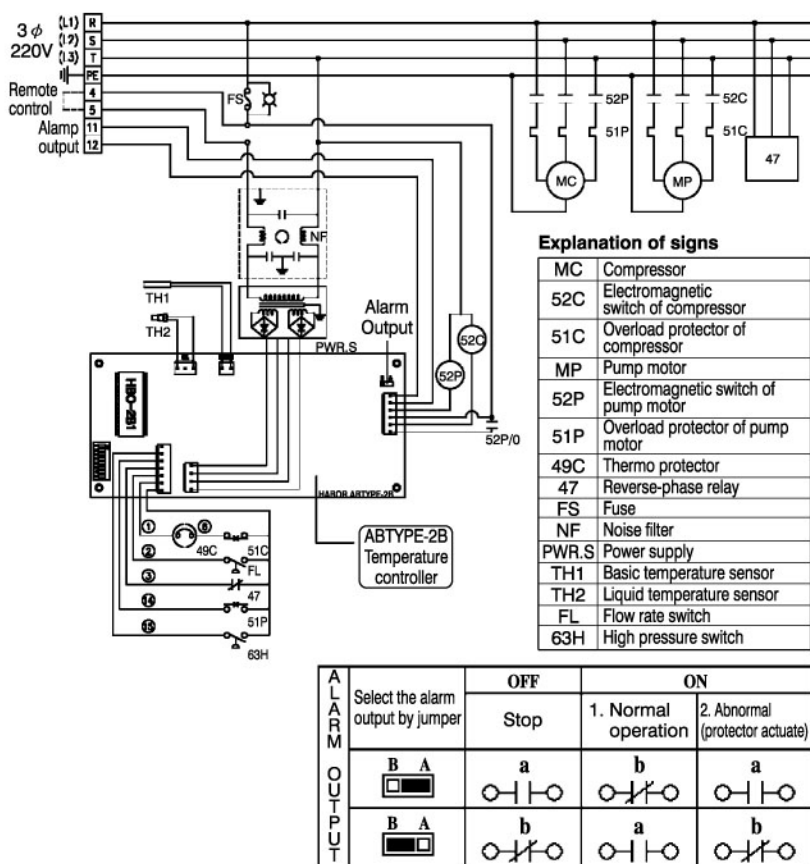 3ϕ
220V
(L1) R
(L2) S
(L3) T
PE
Remote
control
4
5
Alamp
output
11
12
FS
52P
52C
51P
51C
MC
MP
47
NF
TH1
TH2
PWR.S
Alarm
Output
B A
52C
52P
52P/0
HBO-2B1
HABOR ABTYPE-2B
ABTYPE-2B
Temperature
controller
1 6
49C 51C
2
FL
3
47
14
51P
15
63H
Explanation of signs
MC Compressor
52C Electromagnetic
switch of compressor
51C Overload protector of
compressor
MP Pump motor
52P Electromagnetic switch of
pump motor
51P Overload protector of pump
motor
49C Thermo protector
47 Reverse-phase relay
FS Fuse
NF Noise filter
PWR.S Power supply
TH1 Basic temperature sensor
TH2 Liquid temperature sensor
FL Flow rate switch
63H High pressure switch
ALARM OUTPUT
Select the alarm
output by jumper
OFF ON
Stop
1. Normal
operation
2. Abnormal
(protector actuate)
B A
a b a
B A
b a b